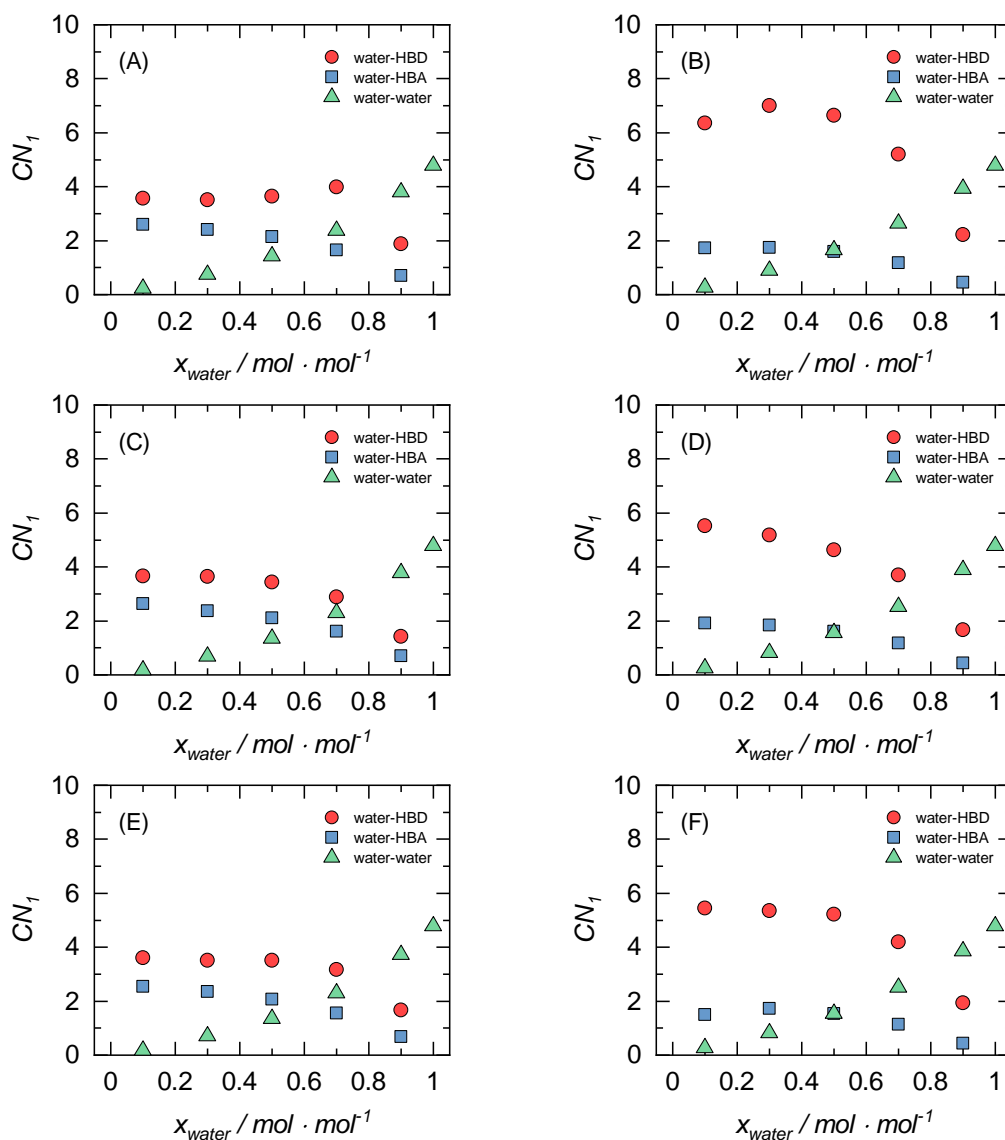 10
8
6
4
2
0
CN1
(A)
water-HBD
water-HBA
water-water
0 0.2 0.4 0.6 0.8 1
xwater / mol · mol-1
10
8
6
4
2
0
CN1
(B)
water-HBD
water-HBA
water-water
0 0.2 0.4 0.6 0.8 1
xwater / mol · mol-1
10
8
6
4
2
0
CN1
(C)
water-HBD
water-HBA
water-water
0 0.2 0.4 0.6 0.8 1
xwater / mol · mol-1
10
8
6
4
2
0
CN1
(D)
water-HBD
water-HBA
water-water
0 0.2 0.4 0.6 0.8 1
xwater / mol · mol-1
10
8
6
4
2
0
CN1
(E)
water-HBD
water-HBA
water-water
0 0.2 0.4 0.6 0.8 1
xwater / mol · mol-1
10
8
6
4
2
0
CN1
(F)
water-HBD
water-HBA
water-water
0 0.2 0.4 0.6 0.8 1
xwater / mol · mol-1